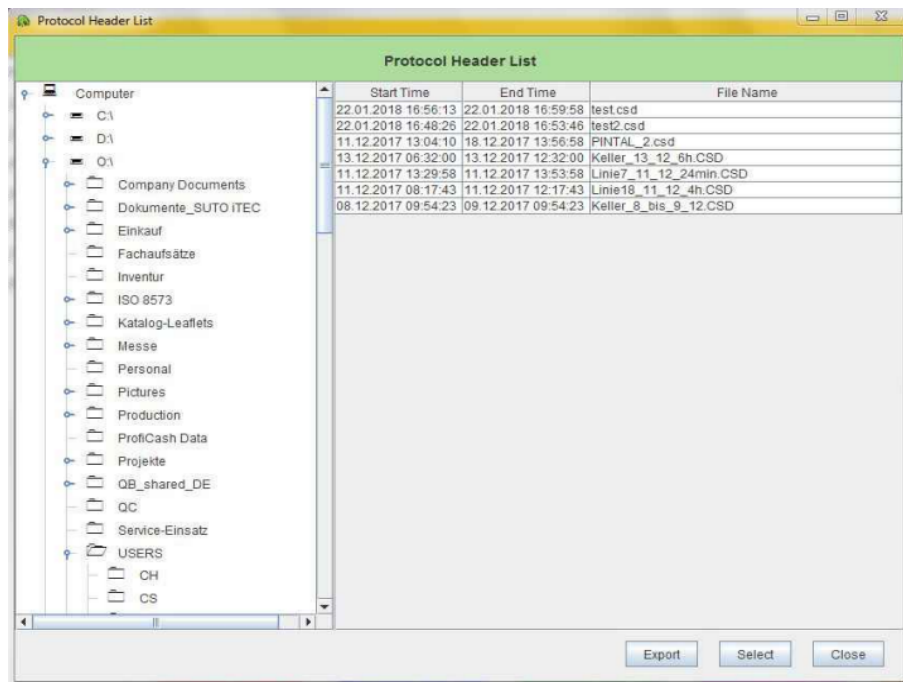 Protocol Header List
Protocol Header List
Computer
C:\
D:\
O:\
Company Documents
Dokumente_SUTO iTEC
Einkauf
Fachaufsätze
Inventur
ISO 8573
Katalog-Leaflets
Messe
Personal
Pictures
Production
ProfiCash Data
Projekte
QB_shared_DE
QC
Service-Einsatz
USERS
CH
CS
Start Time End Time File Name
22.01.2018 16:56:13 22.01.2018 16:59:58 test.csd
22.01.2018 16:48:26 22.01.2018 16:53:46 test2.csd
11.12.2017 13:04:10 18.12.2017 13:56:58 PINTAL_2.csd
13.12.2017 06:32:00 13.12.2017 12:32:00 Keller_13_12_6h.CSD
11.12.2017 13:29:58 11.12.2017 13:53:58 Linie7_11_12_24min.CSD
11.12.2017 08:17:43 11.12.2017 12:17:43 Linie18_11_12_4h.CSD
08.12.2017 09:54:23 09.12.2017 09:54:23 Keller_8_bis_9_12.CSD
Export Select Close